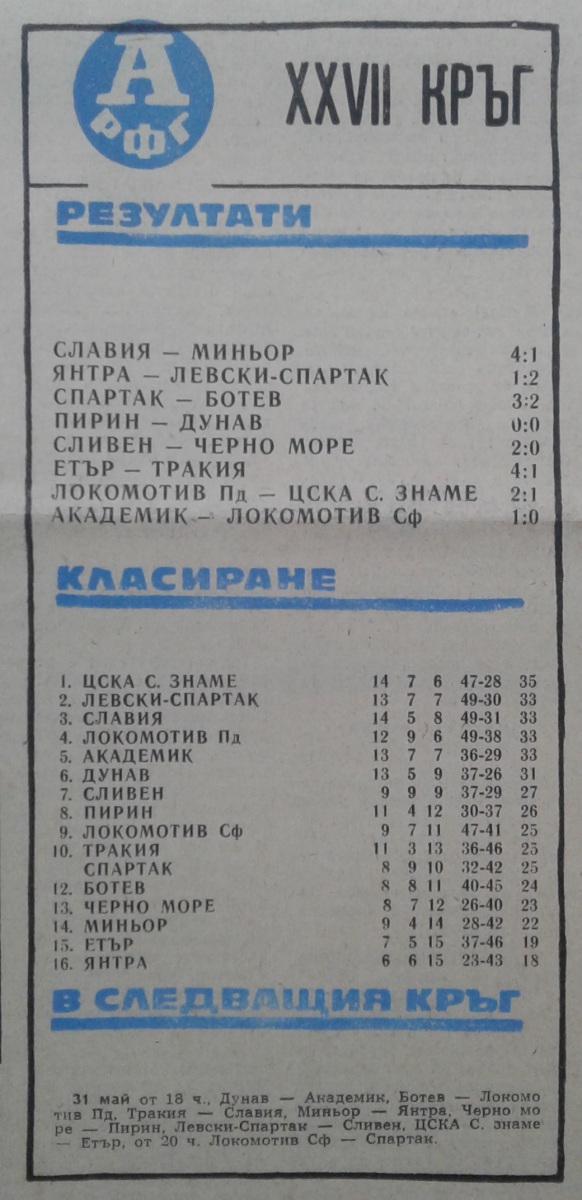 А
РФГ
XXVII КРЪГ
РЕЗУЛТАТИ
СЛАВИЯ — МИНЬОР 4:1
ЯНТРА — ЛЕВСКИ-СПАРТАК 1:2
СПАРТАК — БОТЕВ 3:2
ПИРИН — ДУНАВ 0:0
СЛИВЕН — ЧЕРНО МОРЕ 2:0
ЕТЪР — ТРАКИЯ 4:1
ЛОКОМОТИВ Пд — ЦСКА С. ЗНАМЕ 2:1
АКАДЕМИК — ЛОКОМОТИВ Сф 1:0
КЛАСИРАНЕ
1. ЦСКА С. ЗНАМЕ 14 7 6 47-28 35
2. ЛЕВСКИ-СПАРТАК 13 7 7 49-30 33
3. СЛАВИЯ 14 5 8 49-31 33
4. ЛОКОМОТИВ Пд 12 9 6 49-38 33
5. АКАДЕМИК 13 7 7 36-29 33
6. ДУНАВ 13 5 9 37-26 31
7. СЛИВЕН 9 9 9 37-29 27
8. ПИРИН 11 4 12 30-37 26
9. ЛОКОМОТИВ Сф 9 7 11 47-41 25
10. ТРАКИЯ 11 3 13 36-46 25
СПАРТАК 8 9 10 32-42 25
12. БОТЕВ 8 8 11 40-45 24
13. ЧЕРНО МОРЕ 8 7 12 26-40 23
14. МИНЬОР 9 4 14 28-42 22
15. ЕТЪР 7 5 15 37-46 19
16. ЯНТРА 6 6 15 23-43 18
В СЛЕДВАЩИЯ КРЪГ
31 май от 18 ч., Дунав — Академик, Ботев — Локомо
тив Пд, Тракия — Славия, Миньор — Янтра, Черно мо
ре — Пирин, Левски-Спартак — Сливен, ЦСКА С. знаме
— Етър, от 20 ч. Локомотив Сф — Спартак.